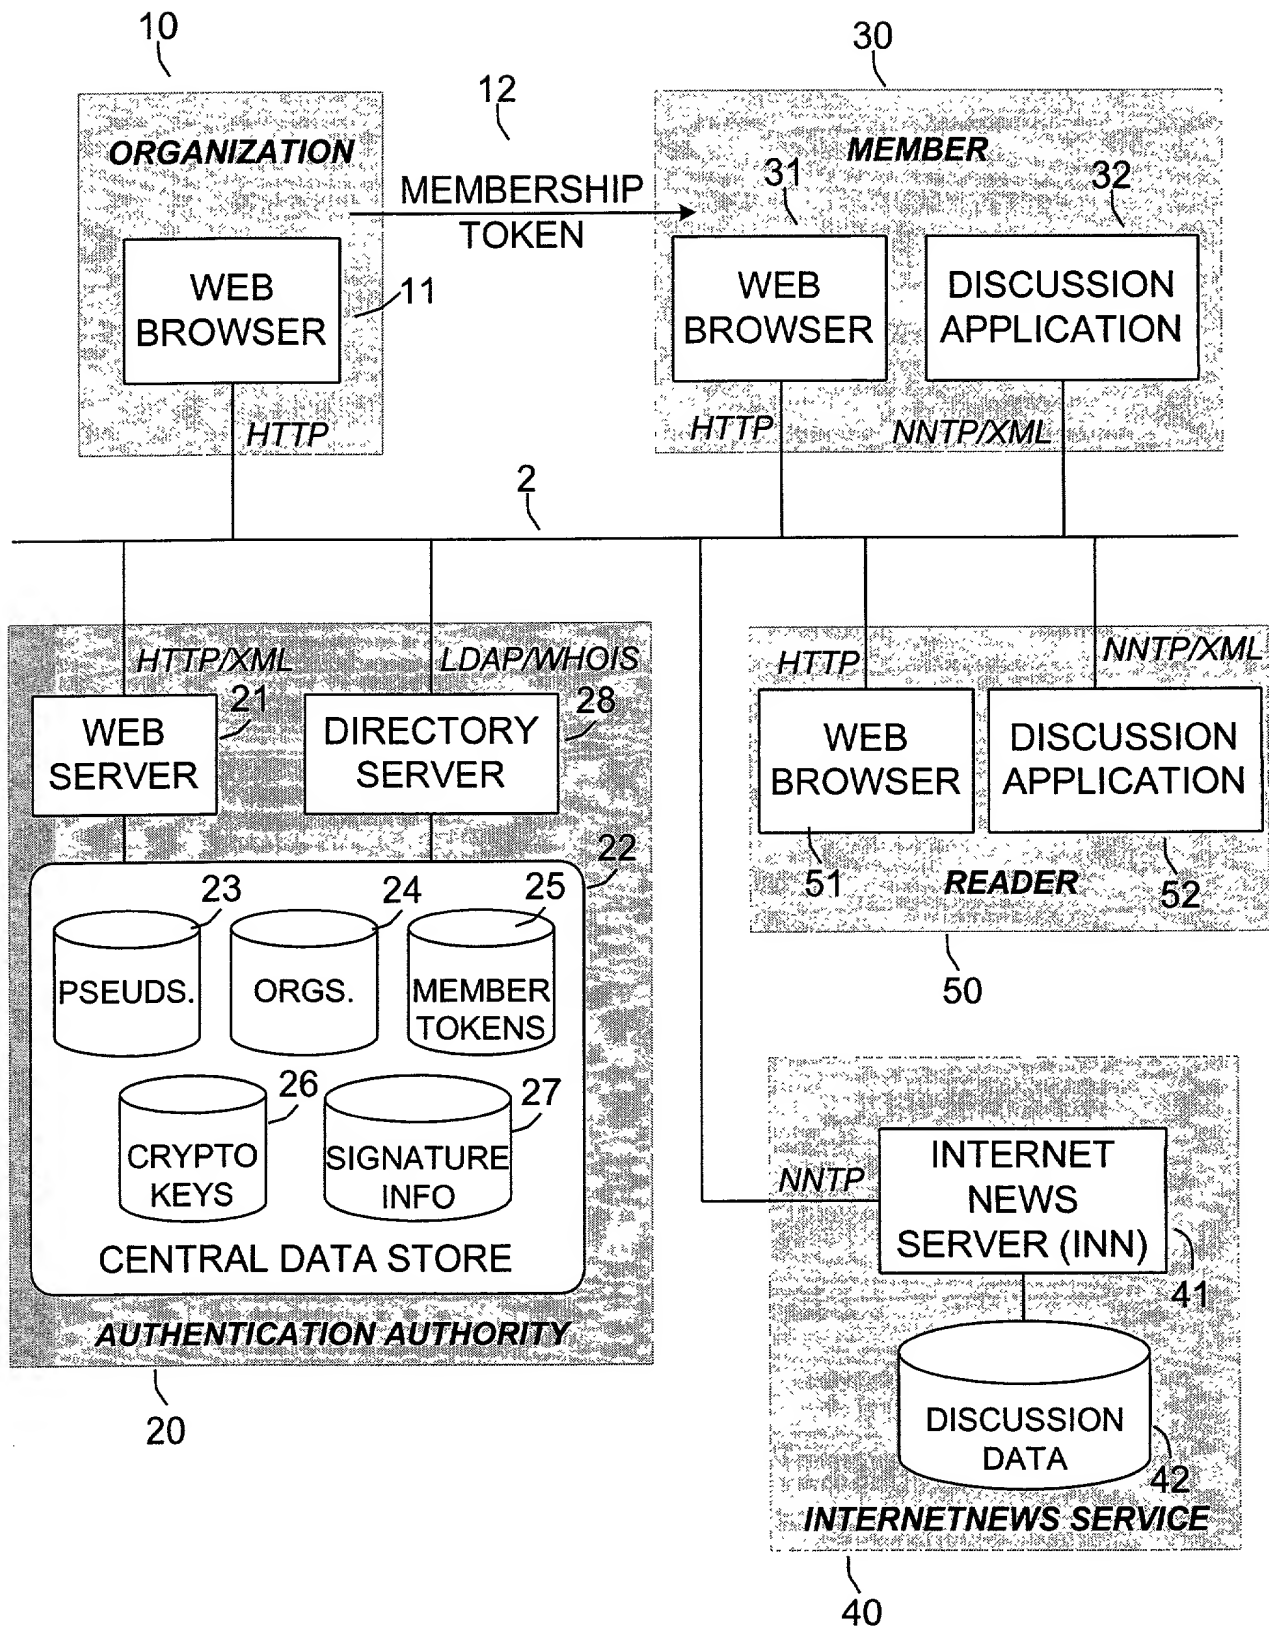 10
30
12
ORGANIZATION
MEMBER
31
32
MEMBERSHIP
TOKEN
WEB
BROWSER
11
WEB
BROWSER
DISCUSSION
APPLICATION
HTTP
HTTP
NNTP/XML
2
HTTP/XML
LDAP/WHOIS
HTTP
NNTP/XML
21
28
WEB
SERVER
DIRECTORY
SERVER
WEB
BROWSER
DISCUSSION
APPLICATION
22
51
READER
52
23
24
25
50
PSEUDS.
ORGS.
MEMBER
TOKENS
26
27
CRYPTO
KEYS
SIGNATURE
INFO
NNTP
INTERNET
NEWS
SERVER (INN)
CENTRAL DATA STORE
41
AUTHENTICATION AUTHORITY
20
DISCUSSION
DATA
42
INTERNETNEWS SERVICE
40